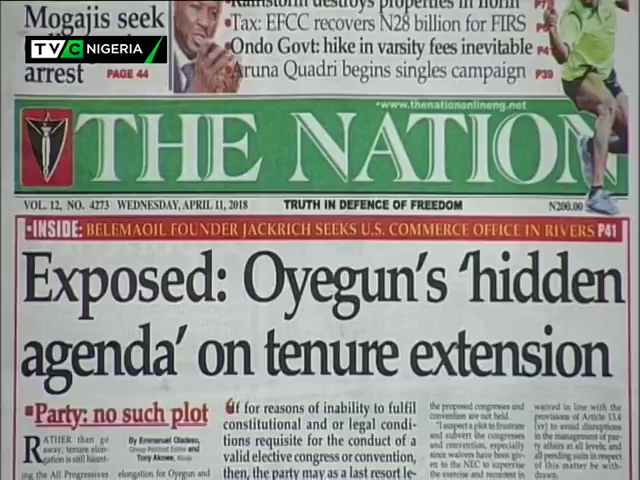 Mogajis seek
TVC NIGERIA
arrest PAGE 44
Rainstorm destroys properties in Ilorin P7
•Tax: EFCC recovers N28 billion for FIRS
•Ondo Govt: hike in varsity fees inevitable P4
•Aruna Quadri begins singles campaign P39
•www.thenationonlineng.net
THE NATION
VOL. 12, NO. 4273 WEDNESDAY, APRIL 11, 2018 TRUTH IN DEFENCE OF FREEDOM N200.00
•INSIDE: BELEMAOIL FOUNDER JACKRICH SEEKS U.S. COMMERCE OFFICE IN RIVERS P41
Exposed: Oyegun's 'hidden
agenda' on tenure extension
▪Party: no such plot
RATHER than go
away, tenure elon-
gation is still haunt-
ing the All Progressives
By Emmanuel Oladesu,
Group Political Editor and
Tony Akowe, Abuja
elongation for Oyegun and
'If for reasons of inability to fulfil
constitutional and or legal condi-
tions requisite for the conduct of a
valid elective congress or convention,
then, the party may as a last resort le-
the proposed congresses and
convention are not held.
"I suspect a plot to frustrate
and subvert the congresses
and convention, especially
since waivers have been giv-
en to the NEC to supervise
the exercise and reported in
waived in line with the
provisions of Article 13.4
(xv) to avoid disruptions
in the management of par-
ty affairs at all levels; and
all pending suits in respect
of this matter be with-
drawn.